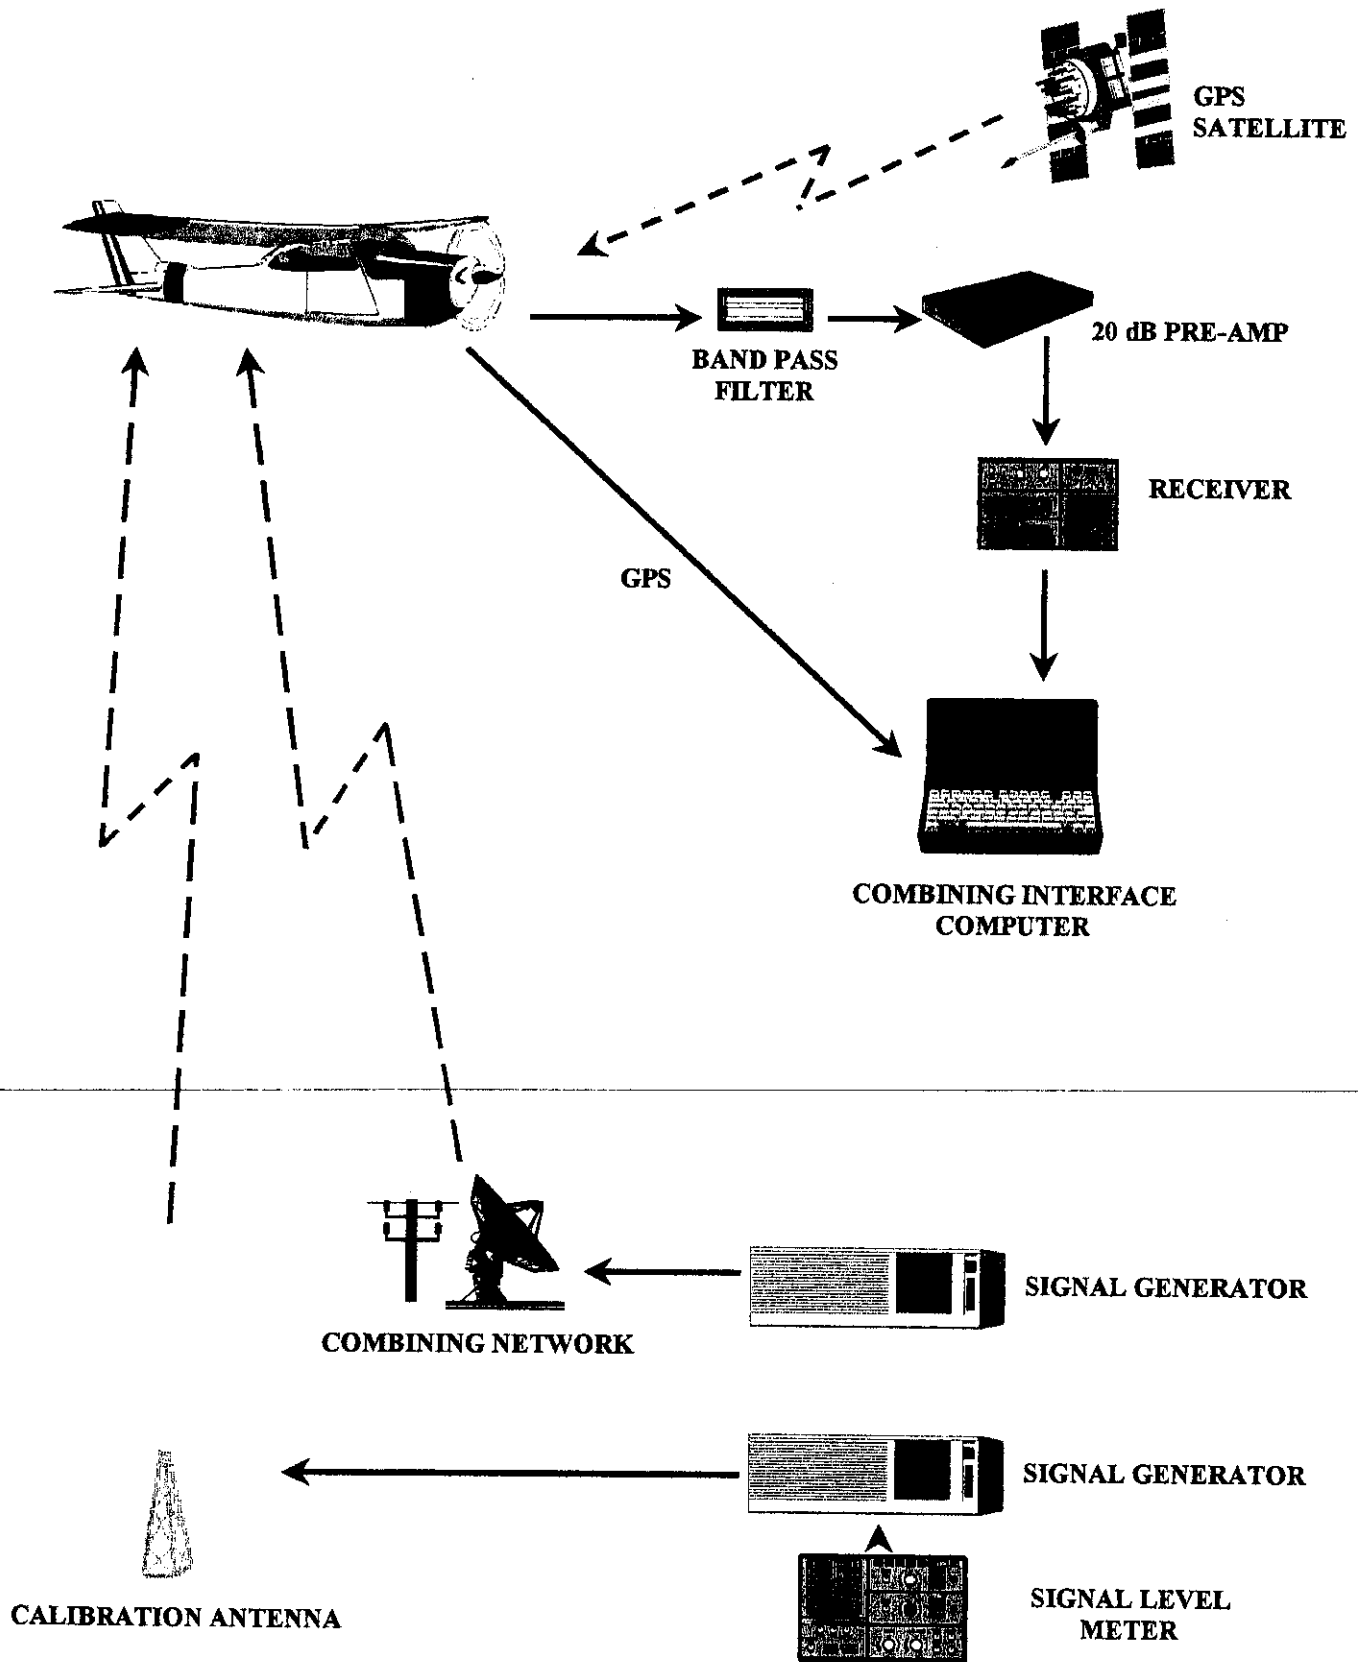 GPS
SATELLITE
20 dB PRE-AMP
BAND PASS
FILTER
RECEIVER
GPS
COMBINING INTERFACE
COMPUTER
SIGNAL GENERATOR
COMBINING NETWORK
SIGNAL GENERATOR
CALIBRATION ANTENNA
SIGNAL LEVEL
METER